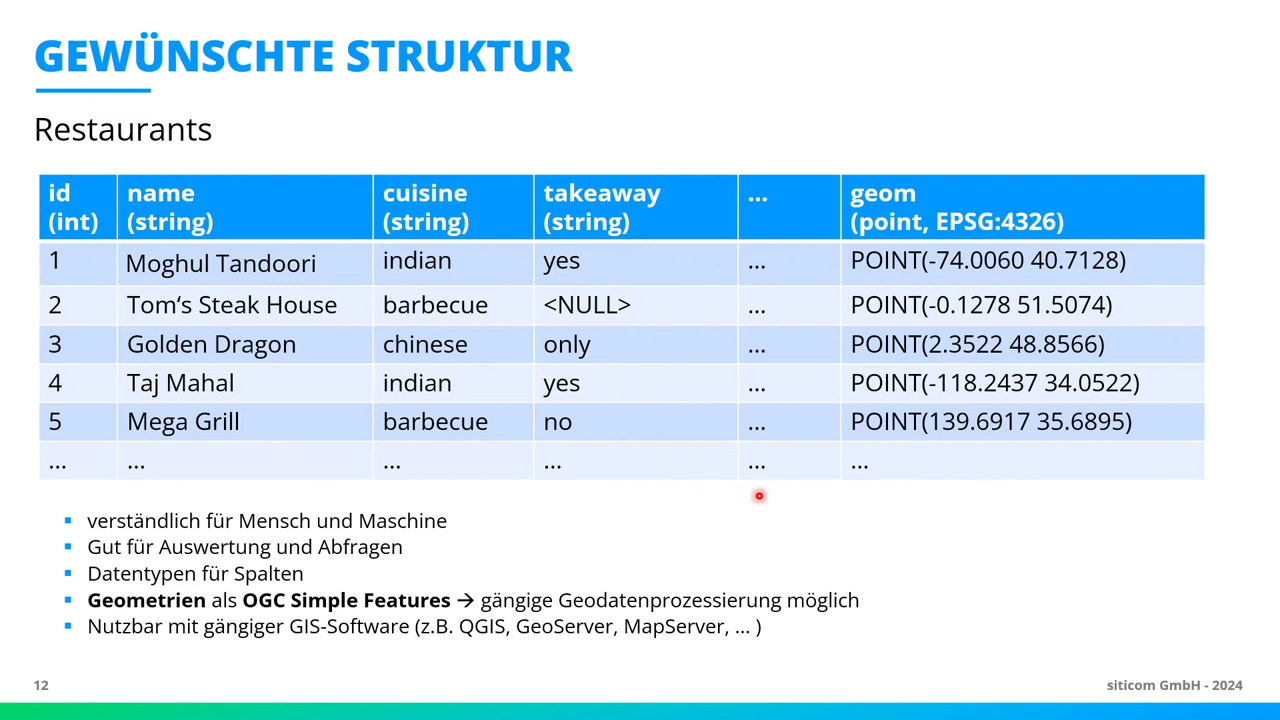 GEWÜNSCHTE STRUKTUR
Restaurants
id (int) name (string) cuisine (string) takeaway (string) ... geom (point, EPSG:4326)
1 Moghul Tandoori indian yes ... POINT(-74.0060 40.7128)
2 Tom‘s Steak House barbecue <NULL> ... POINT(-0.1278 51.5074)
3 Golden Dragon chinese only ... POINT(2.3522 48.8566)
4 Taj Mahal indian yes ... POINT(-118.2437 34.0522)
5 Mega Grill barbecue no ... POINT(139.6917 35.6895)
... ... ... ... ... ...
▪ verständlich für Mensch und Maschine
▪ Gut für Auswertung und Abfragen
▪ Datentypen für Spalten
▪ Geometrien als OGC Simple Features → gängige Geodatenprozessierung möglich
▪ Nutzbar mit gängiger GIS-Software (z.B. QGIS, GeoServer, MapServer, ... )
12 siticom GmbH - 2024